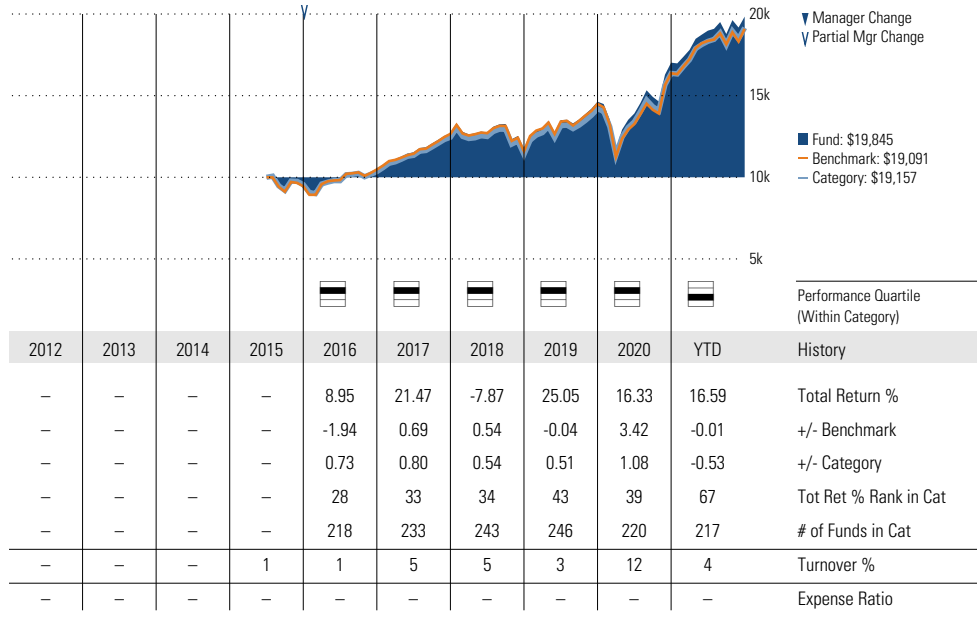 20k
15k
10k
5k
Manager Change
Partial Mgr Change
Fund: $19,845
Benchmark: $19,091
Category: $19,157
Performance Quartile
(Within Category)
2012 2013 2014 2015 2016 2017 2018 2019 2020 YTD History
– – – – 8.95 21.47 -7.87 25.05 16.33 16.59 Total Return %
– – – – -1.94 0.69 0.54 -0.04 3.42 -0.01 +/- Benchmark
– – – – 0.73 0.80 0.54 0.51 1.08 -0.53 +/- Category
– – – – 28 33 34 43 39 67 Tot Ret % Rank in Cat
– – – – 218 233 243 246 220 217 # of Funds in Cat
– – – 1 1 5 5 3 12 4 Turnover %
– – – – – – – – – – Expense Ratio